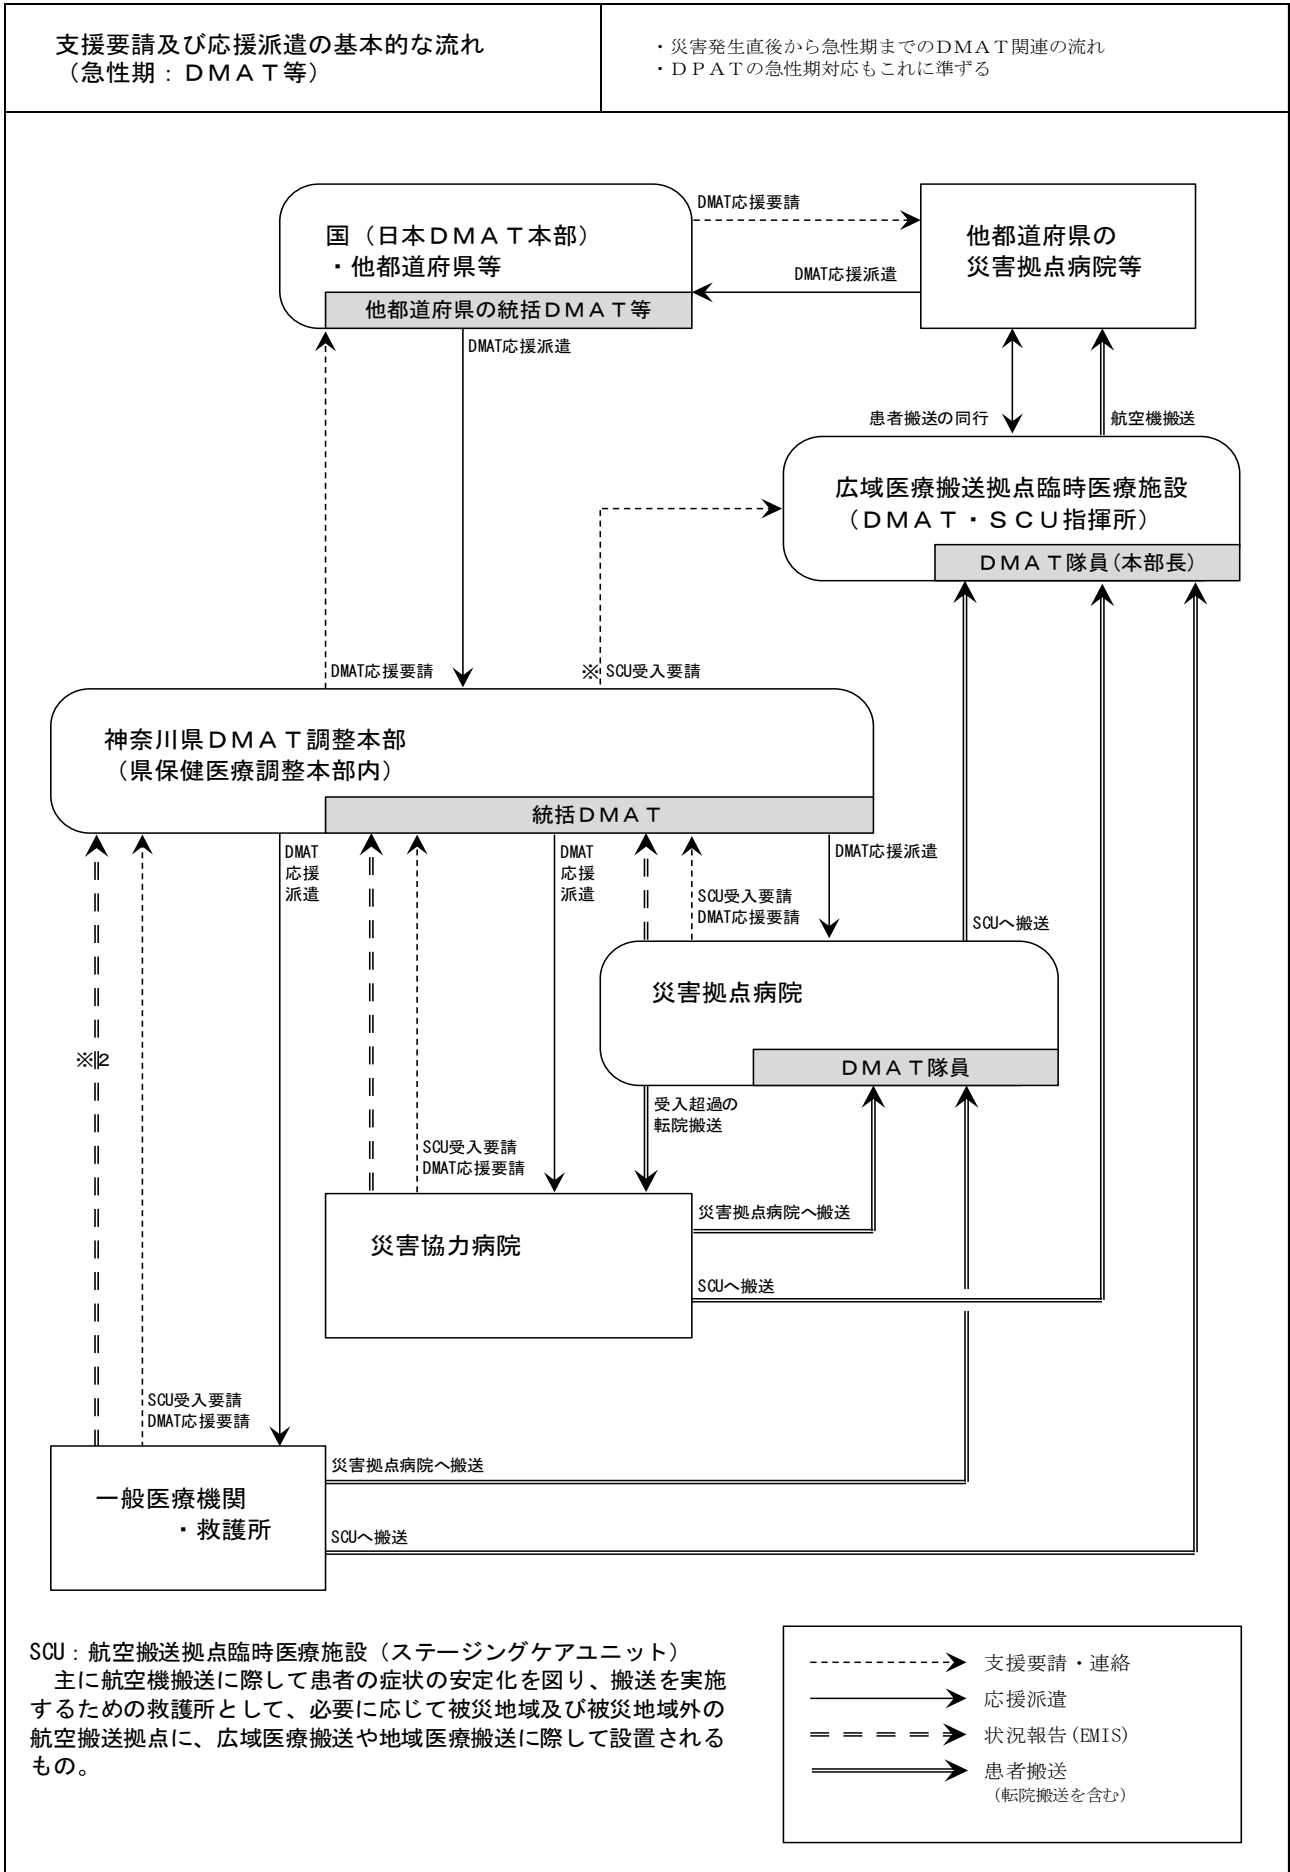 支援要請及び応援派遣の基本的な流れ
（急性期：ＤＭＡＴ等）
・災害発生直後から急性期までのＤＭＡＴ関連の流れ
・ＤＰＡＴの急性期対応もこれに準ずる
DMAT応援要請
国（日本ＤＭＡＴ本部）
・他都道府県等
他都道府県の
災害拠点病院等
DMAT応援派遣
他都道府県の統括ＤＭＡＴ等
DMAT応援派遣
患者搬送の同行
航空機搬送
広域医療搬送拠点臨時医療施設
（ＤＭＡＴ・ＳＣＵ指揮所）
ＤＭＡＴ隊員(本部長)
DMAT応援要請
※ SCU受入要請
神奈川県ＤＭＡＴ調整本部
（県保健医療調整本部内）
統括ＤＭＡＴ
DMAT
応援
派遣
DMAT
応援
派遣
DMAT応援派遣
SCU受入要請
DMAT応援要請
SCUへ搬送
災害拠点病院
※2
ＤＭＡＴ隊員
受入超過の
転院搬送
SCU受入要請
DMAT応援要請
災害拠点病院へ搬送
災害協力病院
SCUへ搬送
SCU受入要請
DMAT応援要請
災害拠点病院へ搬送
一般医療機関
・救護所
SCUへ搬送
SCU：航空搬送拠点臨時医療施設（ステージングケアユニット）
主に航空機搬送に際して患者の症状の安定化を図り、搬送を実施
するための救護所として、必要に応じて被災地域及び被災地域外の
航空搬送拠点に、広域医療搬送や地域医療搬送に際して設置される
もの。
支援要請・連絡
応援派遣
状況報告(EMIS)
患者搬送
（転院搬送を含む）